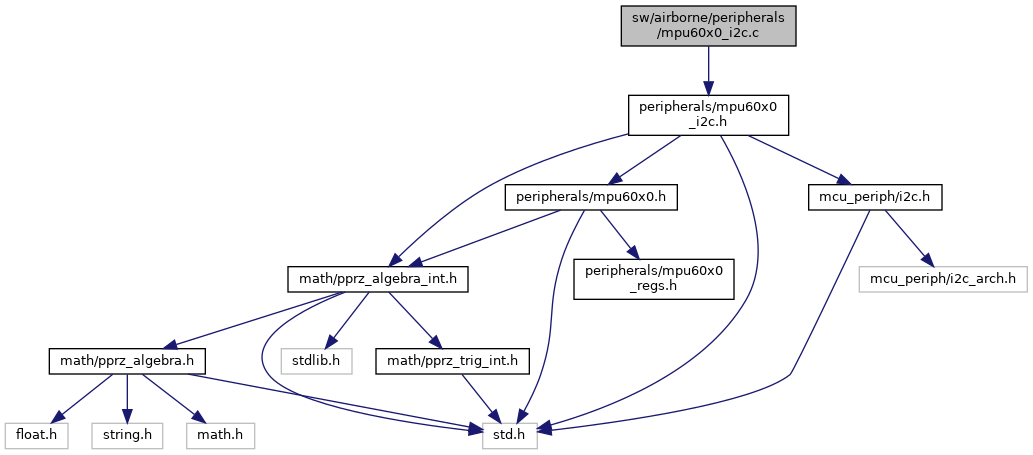 sw/airborne/peripherals
/mpu60x0_i2c.c
peripherals/mpu60x0
_i2c.h
peripherals/mpu60x0.h
mcu_periph/i2c.h
math/pprz_algebra_int.h
peripherals/mpu60x0
_regs.h
mcu_periph/i2c_arch.h
math/pprz_algebra.h
stdlib.h
math/pprz_trig_int.h
float.h
string.h
math.h
std.h